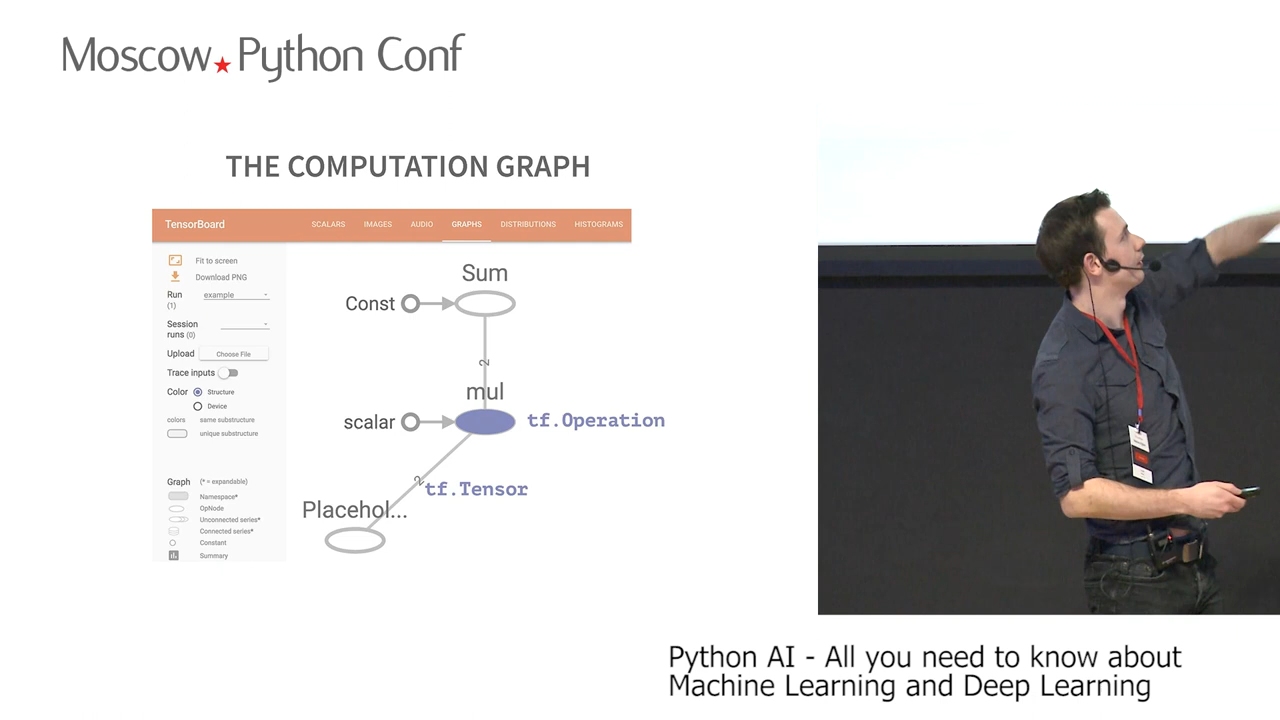 Moscow★Python Conf
THE COMPUTATION GRAPH
TensorBoard
SCALARS IMAGES AUDIO GRAPHS DISTRIBUTIONS HISTOGRAMS
Fit to screen
Download PNG
Run
(1)
example
Session
runs (0)
Upload Choose File
Trace inputs
Color Structure
Device
colors same substructure
unique substructure
Graph (* = expandable)
Namespace*
OpNode
Unconnected series*
Connected series*
Constant
Summary
Sum
Const
2
mul
scalar
tf.Operation
2
tf.Tensor
Placehol...
Python AI - All you need to know about
Machine Learning and Deep Learning